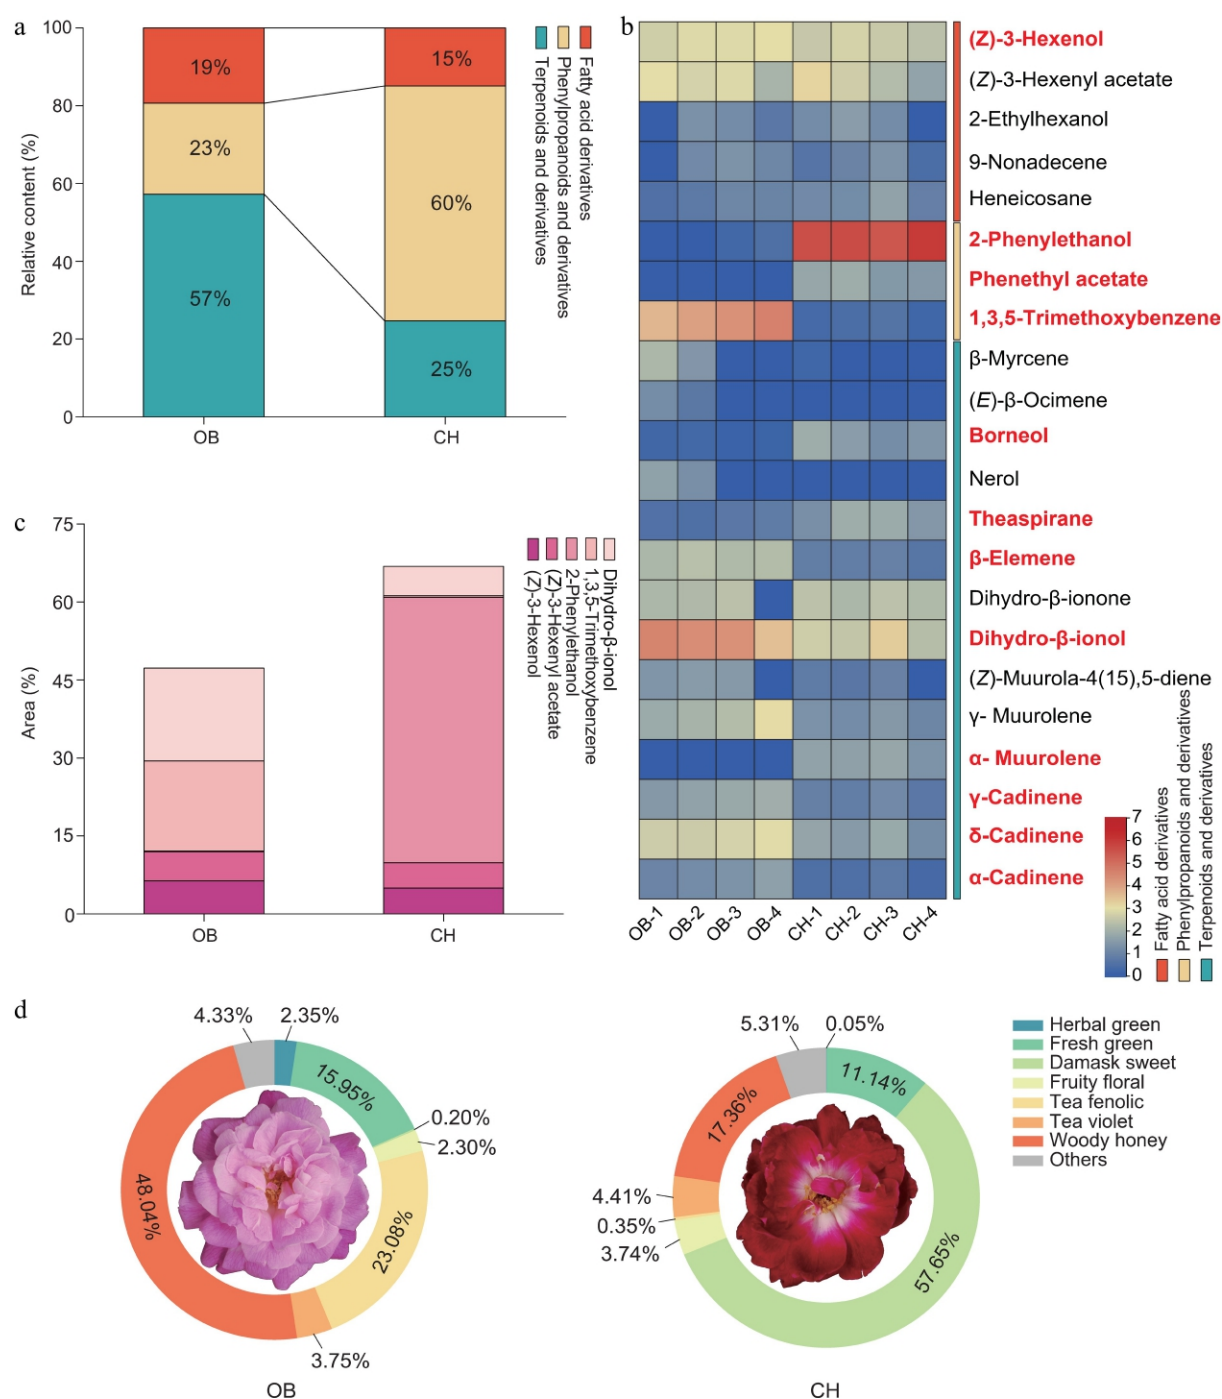 a
100
80
60
40
20
0
Relative content (%)
19%
23%
57%
15%
60%
25%
OB
CH
Fatty acid derivatives
Phenylpropanoids and derivatives
Terpenoids and derivatives
b
(Z)-3-Hexenol
(Z)-3-Hexenyl acetate
2-Ethylhexanol
9-Nonadecene
Heneicosane
2-Phenylethanol
Phenethyl acetate
1,3,5-Trimethoxybenzene
β-Myrcene
(E)-β-Ocimene
Borneol
Nerol
Theaspirane
β-Elemene
Dihydro-β-ionone
Dihydro-β-ionol
(Z)-Muurola-4(15),5-diene
γ- Muurolene
α- Muurolene
γ-Cadinene
δ-Cadinene
α-Cadinene
OB-1
OB-2
OB-3
OB-4
CH-1
CH-2
CH-3
CH-4
7
6
5
4
3
2
1
0
Fatty acid derivatives
Phenylpropanoids and derivatives
Terpenoids and derivatives
c
75
60
45
30
15
0
Area (%)
OB
CH
Dihydro-β-ionol
1,3,5-Trimethoxybenzene
2-Phenylethanol
(Z)-3-Hexenyl acetate
(Z)-3-Hexenol
d
4.33%
2.35%
15.95%
0.20%
2.30%
23.08%
3.75%
48.04%
OB
5.31%
0.05%
11.14%
57.65%
3.74%
0.35%
4.41%
17.36%
CH
Herbal green
Fresh green
Damask sweet
Fruity floral
Tea fenolic
Tea violet
Woody honey
Others